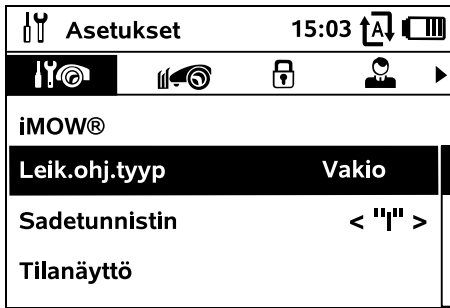 Asetukset 15:03 A
iMOW®
Leik.ohj.tyyp Vakio
Sadetunnistin < "|" >
Tilanäyttö